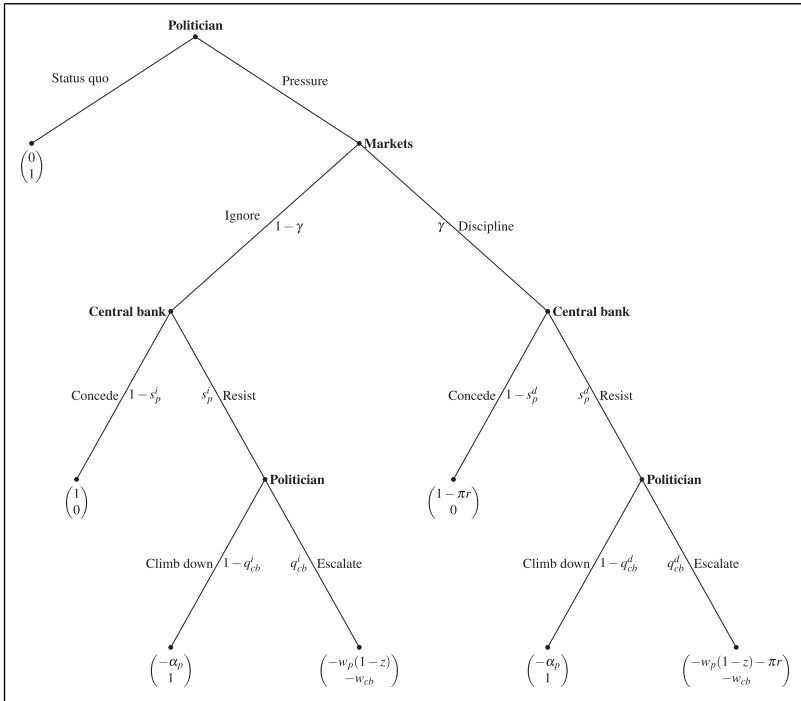 Politician
Status quo
Pressure
(0
1)
Markets
Ignore
1 − γ
γ
Discipline
Central bank
Central bank
Concede
1 − s_p^i
s_p^i
Resist
Concede
1 − s_p^d
s_p^d
Resist
(1
0)
Politician
(1 − πr
0)
Politician
Climb down
1 − q_cb^i
q_cb^i
Escalate
Climb down
1 − q_cb^d
q_cb^d
Escalate
(−α_p
1)
(−w_p(1−z)
−w_cb)
(−α_p
1)
(−w_p(1−z) − πr
−w_cb)